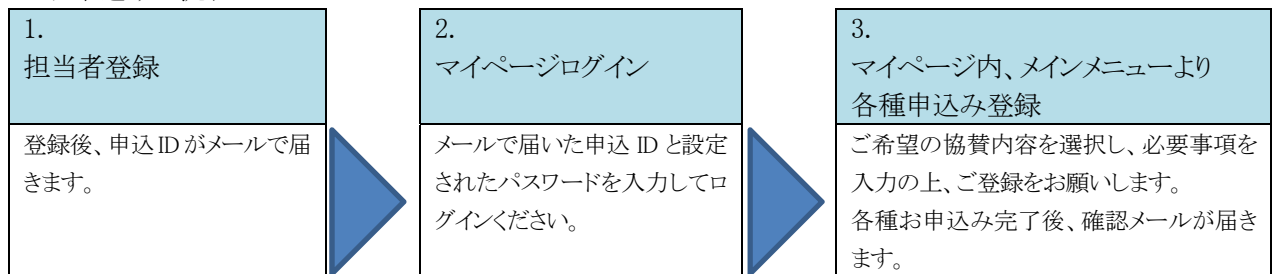 1.
担当者登録
登録後、申込 ID がメールで届
きます。
2.
マイページログイン
メールで届いた申込 ID と設定
されたパスワードを入力してロ
グインください。
3.
マイページ内、メインメニューより
各種申込み登録
ご希望の協賛内容を選択し、必要事項を
入力の上、ご登録をお願いします。
各種お申込み完了後、確認メールが届き
ます。